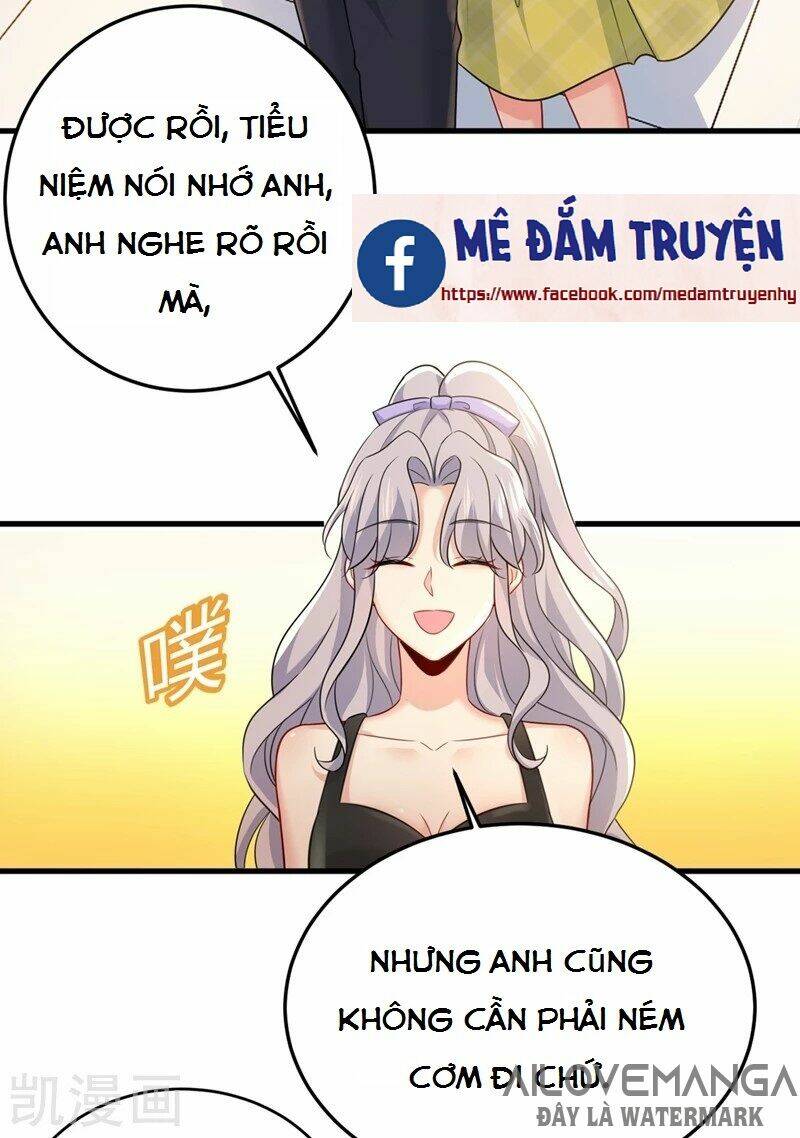 ĐƯỢC RỒI, TIỂU
NIỆM NÓI NHỚ ANH,
ANH NGHE RÕ RỒI
MÀ,
f MÊ ĐẮM TRUYỆN
https://www.facebook.com/medamtruyenhy
噗
NHƯNG ANH CŨNG
KHÔNG CẦN PHẢI NÉM
CƠM ĐI CHỨ
AILOVEMANGA
ĐÂY LÀ WATERMARK
凯漫画